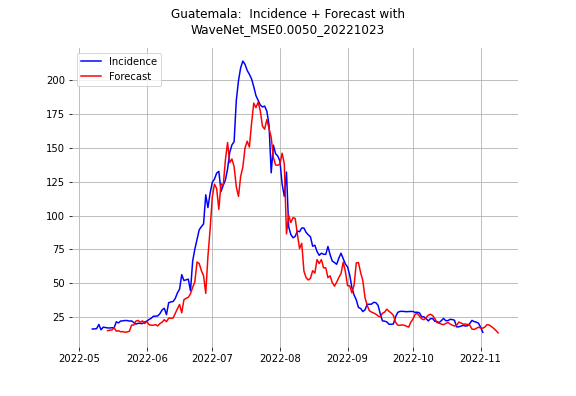 Guatemala:  Incidence + Forecast with
WaveNet_MSE0.0050_20221023
Incidence
Forecast
200
175
150
125
100
75
50
25
2022-05 2022-06 2022-07 2022-08 2022-09 2022-10 2022-11